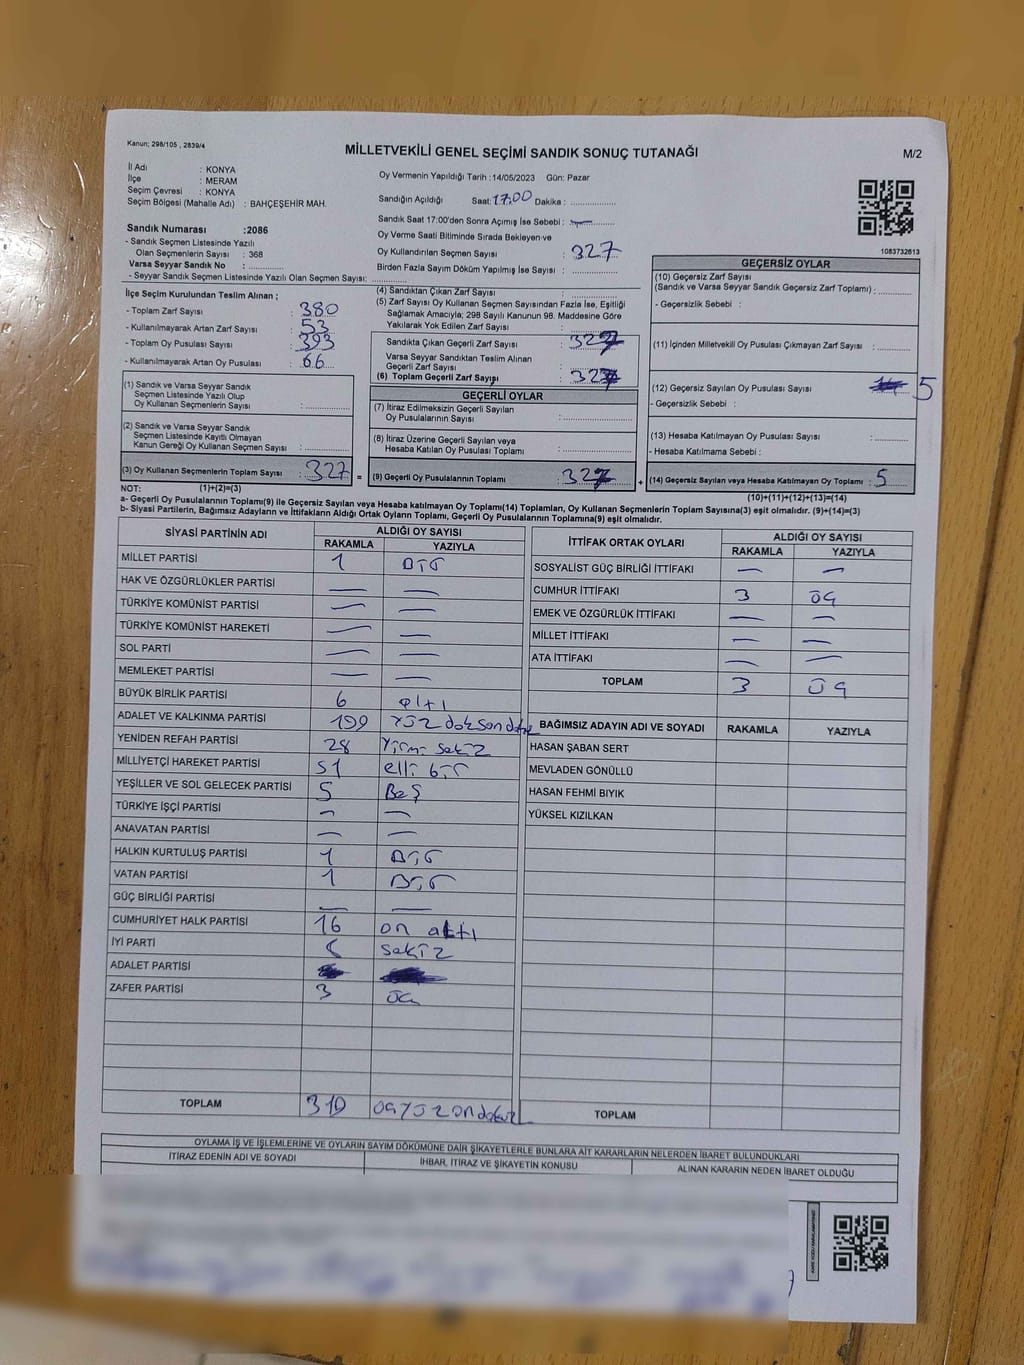 Kanun; 298/105 , 2839/4
MİLLETVEKİLİ GENEL SEÇİMİ SANDIK SONUÇ TUTANAĞI
M/2
İl Adı : KONYA
İlçe : MERAM
Seçim Çevresi : KONYA
Seçim Bölgesi (Mahalle Adı) : BAHÇEŞEHİR MAH.
Oy Vermenin Yapıldığı Tarih :14/05/2023 Gün: Pazar
Sandığın Açıldığı Saat: 17.00 Dakika :
Sandık Saat 17:00'den Sonra Açımış İse Sebebi : —
Oy Verme Saati Bitiminde Sırada Bekleyen ve
Oy Kullandırılan Seçmen Sayısı : 327
Birden Fazla Sayım Döküm Yapılmış İse Sayısı :
1083732613
Sandık Numarası :2086
- Sandık Seçmen Listesinde Yazılı
Olan Seçmenlerin Sayısı : 368
Varsa Seyyar Sandık No :
- Seyyar Sandık Seçmen Listesinde Yazılı Olan Seçmen Sayısı:
İlçe Seçim Kurulundan Teslim Alınan ;
- Toplam Zarf Sayısı : 380
- Kullanılmayarak Artan Zarf Sayısı : 53
- Toplam Oy Pusulası Sayısı : 393
- Kullanılmayarak Artan Oy Pusulası : 66
(1) Sandık ve Varsa Seyyar Sandık
Seçmen Listesinde Yazılı Olup
Oy Kullanan Seçmenlerin Sayısı :
(2) Sandık ve Varsa Seyyar Sandık
Seçmen Listesinde Kayıtlı Olmayan
Kanun Gereği Oy Kullanan Seçmen Sayısı :
(3) Oy Kullanan Seçmenlerin Toplam Sayısı : 327
(4) Sandıktan Çıkan Zarf Sayısı :
(5) Zarf Sayısı Oy Kullanan Seçmen Sayısından Fazla İse, Eşitliği
Sağlamak Amacıyla; 298 Sayılı Kanunun 98. Maddesine Göre
Yakılarak Yok Edilen Zarf Sayısı :
Sandıkta Çıkan Geçerli Zarf Sayısı : 327
Varsa Seyyar Sandıktan Teslim Alınan
Geçerli Zarf Sayısı :
(6) Toplam Geçerli Zarf Sayışı : 327
GEÇERLİ OYLAR
(7) İtiraz Edilmeksizin Geçerli Sayılan
Oy Pusulalarının Sayısı :
(8) İtiraz Üzerine Geçerli Sayılan veya
Hesaba Katılan Oy Pusulası Toplamı :
= (9) Geçerli Oy Pusulalarının Toplamı :
GEÇERSİZ OYLAR
(10) Geçersiz Zarf Sayısı
(Sandık ve Varsa Seyyar Sandık Geçersiz Zarf Toplamı) :
- Geçersizlik Sebebi :
(11) İçinden Milletvekili Oy Pusulası Çıkmayan Zarf Sayısı :
(12) Geçersiz Sayılan Oy Pusulası Sayısı 5
- Geçersizlik Sebebi :
(13) Hesaba Katılmayan Oy Pusulası Sayısı :
- Hesaba Katılmama Sebebi :
+ (14) Geçersiz Sayılan veya Hesaba Katılmayan Oy Toplamı : 5
NOT: (1)+(2)=(3)
(10)+(11)+(12)+(13)=(14)
a- Geçerli Oy Pusulalarının Toplamı(9) ile Geçersiz Sayılan veya Hesaba katılmayan Oy Toplamı(14) Toplamları, Oy Kullanan Seçmenlerin Toplam Sayısına(3) eşit olmalıdır. (9)+(14)=(3)
b- Siyasi Partilerin, Bağımsız Adayların ve İttifakların Aldığı Ortak Oyların Toplamı, Geçerli Oy Pusulalarının Toplamına(9) eşit olmalıdır.
SİYASİ PARTİNİN ADI ALDIĞI OY SAYISI
RAKAMLA YAZIYLA
MİLLET PARTİSİ 1 Bir
HAK VE ÖZGÜRLÜKLER PARTİSİ — —
TÜRKİYE KOMÜNİST PARTİSİ — —
TÜRKİYE KOMÜNİST HAREKETİ — —
SOL PARTİ — —
MEMLEKET PARTİSİ — —
BÜYÜK BİRLİK PARTİSİ 6 altı
ADALET VE KALKINMA PARTİSİ 199 yüz doksan dokuz
YENİDEN REFAH PARTİSİ 28 Yirmi sekiz
MİLLİYETÇİ HAREKET PARTİSİ 51 elli bir
YEŞİLLER VE SOL GELECEK PARTİSİ 5 Beş
TÜRKİYE İŞÇİ PARTİSİ — —
ANAVATAN PARTİSİ — —
HALKIN KURTULUŞ PARTİSİ 1 Bir
VATAN PARTİSİ 1 Bir
GÜÇ BİRLİĞİ PARTİSİ — —
CUMHURİYET HALK PARTİSİ 16 on altı
İYİ PARTİ 8 sekiz
ADALET PARTİSİ
ZAFER PARTİSİ 3 üç
TOPLAM 319 üçyüzondokuz
İTTİFAK ORTAK OYLARI ALDIĞI OY SAYISI
RAKAMLA YAZIYLA
SOSYALİST GÜÇ BİRLİĞİ İTTİFAKI — —
CUMHUR İTTİFAKI 3 üç
EMEK VE ÖZGÜRLÜK İTTİFAKI — —
MİLLET İTTİFAKI — —
ATA İTTİFAKI — —
TOPLAM 3 üç
BAĞIMSIZ ADAYIN ADI VE SOYADI RAKAMLA YAZIYLA
HASAN ŞABAN SERT
MEVLADEN GÖNÜLLÜ
HASAN FEHMİ BIYIK
YÜKSEL KIZILKAN
TOPLAM
OYLAMA İŞ VE İŞLEMLERİNE VE OYLARIN SAYIM DÖKÜMÜNE DAİR ŞİKAYETLERLE BUNLARA AİT KARARLARIN NELERDEN İBARET BULUNDUKLARI
İTİRAZ EDENİN ADI VE SOYADI İHBAR, İTİRAZ VE ŞİKAYETİN KONUSU ALINAN KARARIN NEDEN İBARET OLDUĞU